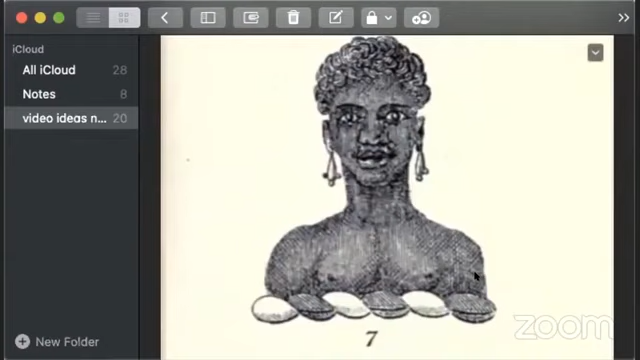 iCloud
All iCloud 28
Notes 8
video ideas n... 20
7
New Folder
zoom